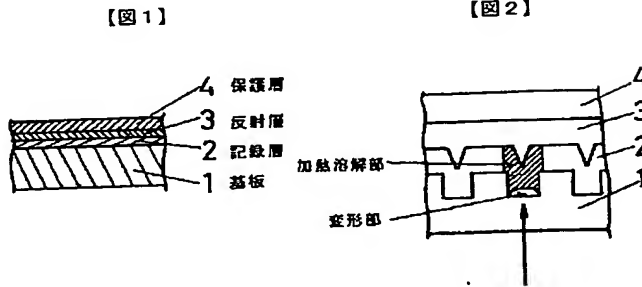 【図1】
4 保護層
3 反射層
2 記録層
1 基板
【図2】
4
3
2
1
加熱溶解部
変形部